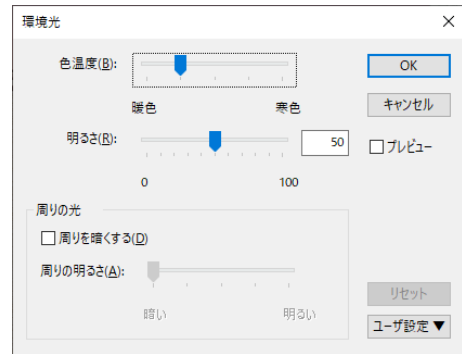 環境光
色温度(B):
OK
暖色 寒色
キャンセル
明るさ(R):
50
プレビュー
0 100
周りの光
周りを暗くする(D)
周りの明るさ(A):
暗い 明るい
リセット
ユーザ設定 ▼